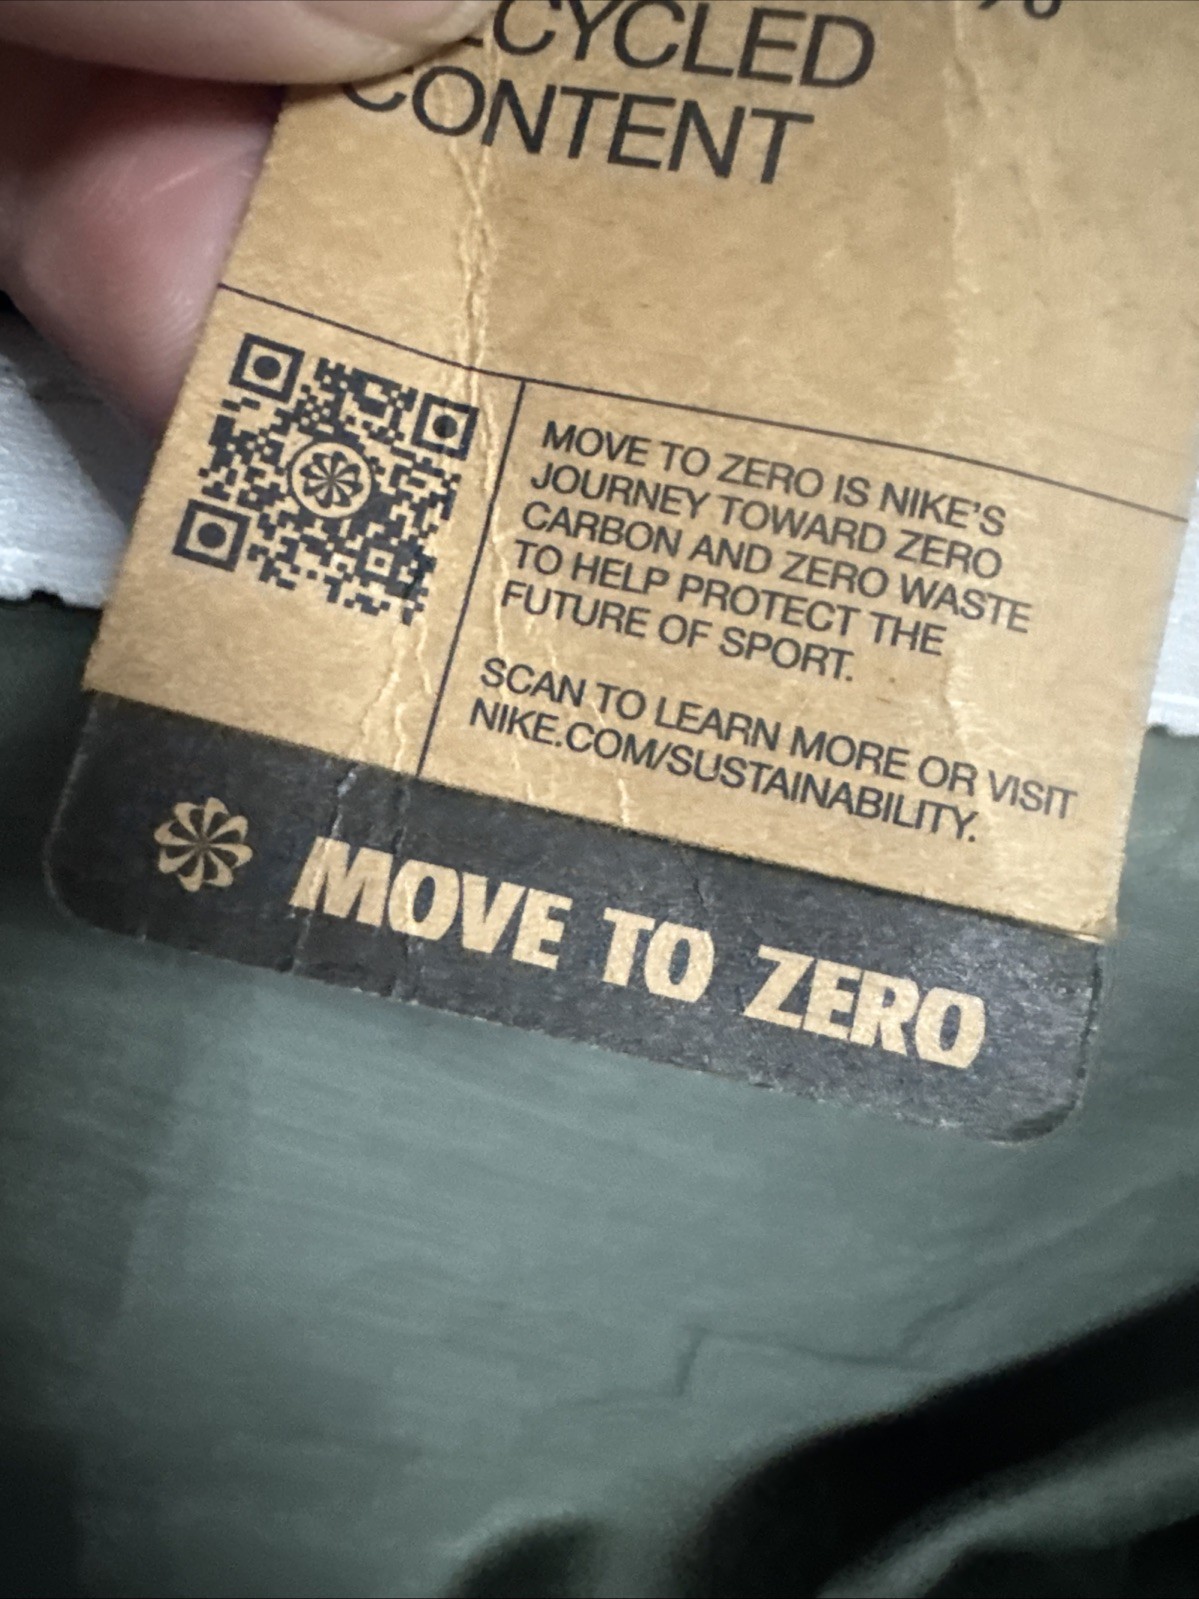 CYCLED
CONTENT
MOVE TO ZERO IS NIKE'S
JOURNEY TOWARD ZERO
CARBON AND ZERO WASTE
TO HELP PROTECT THE
FUTURE OF SPORT.
SCAN TO LEARN MORE OR VISIT
NIKE.COM/SUSTAINABILITY.
MOVE TO ZERO